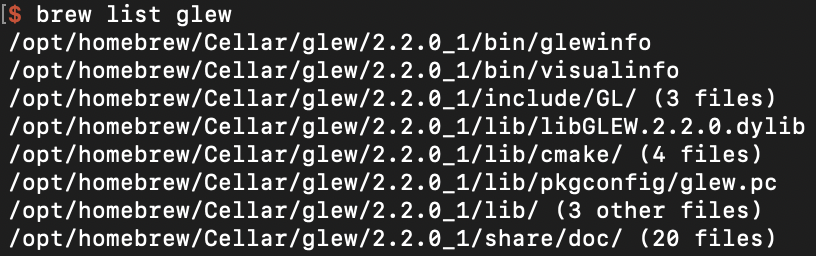 [$ brew list glew
/opt/homebrew/Cellar/glew/2.2.0_1/bin/glewinfo
/opt/homebrew/Cellar/glew/2.2.0_1/bin/visualinfo
/opt/homebrew/Cellar/glew/2.2.0_1/include/GL/ (3 files)
/opt/homebrew/Cellar/glew/2.2.0_1/lib/libGLEW.2.2.0.dylib
/opt/homebrew/Cellar/glew/2.2.0_1/lib/cmake/ (4 files)
/opt/homebrew/Cellar/glew/2.2.0_1/lib/pkgconfig/glew.pc
/opt/homebrew/Cellar/glew/2.2.0_1/lib/ (3 other files)
/opt/homebrew/Cellar/glew/2.2.0_1/share/doc/ (20 files)